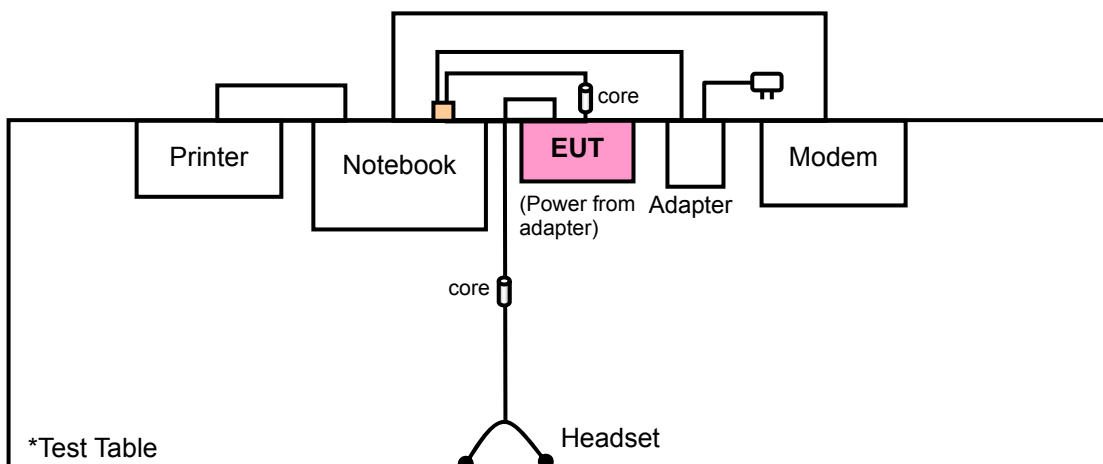 core
Printer
Notebook
EUT
Modem
(Power from
adapter)
Adapter
core
Headset
*Test Table